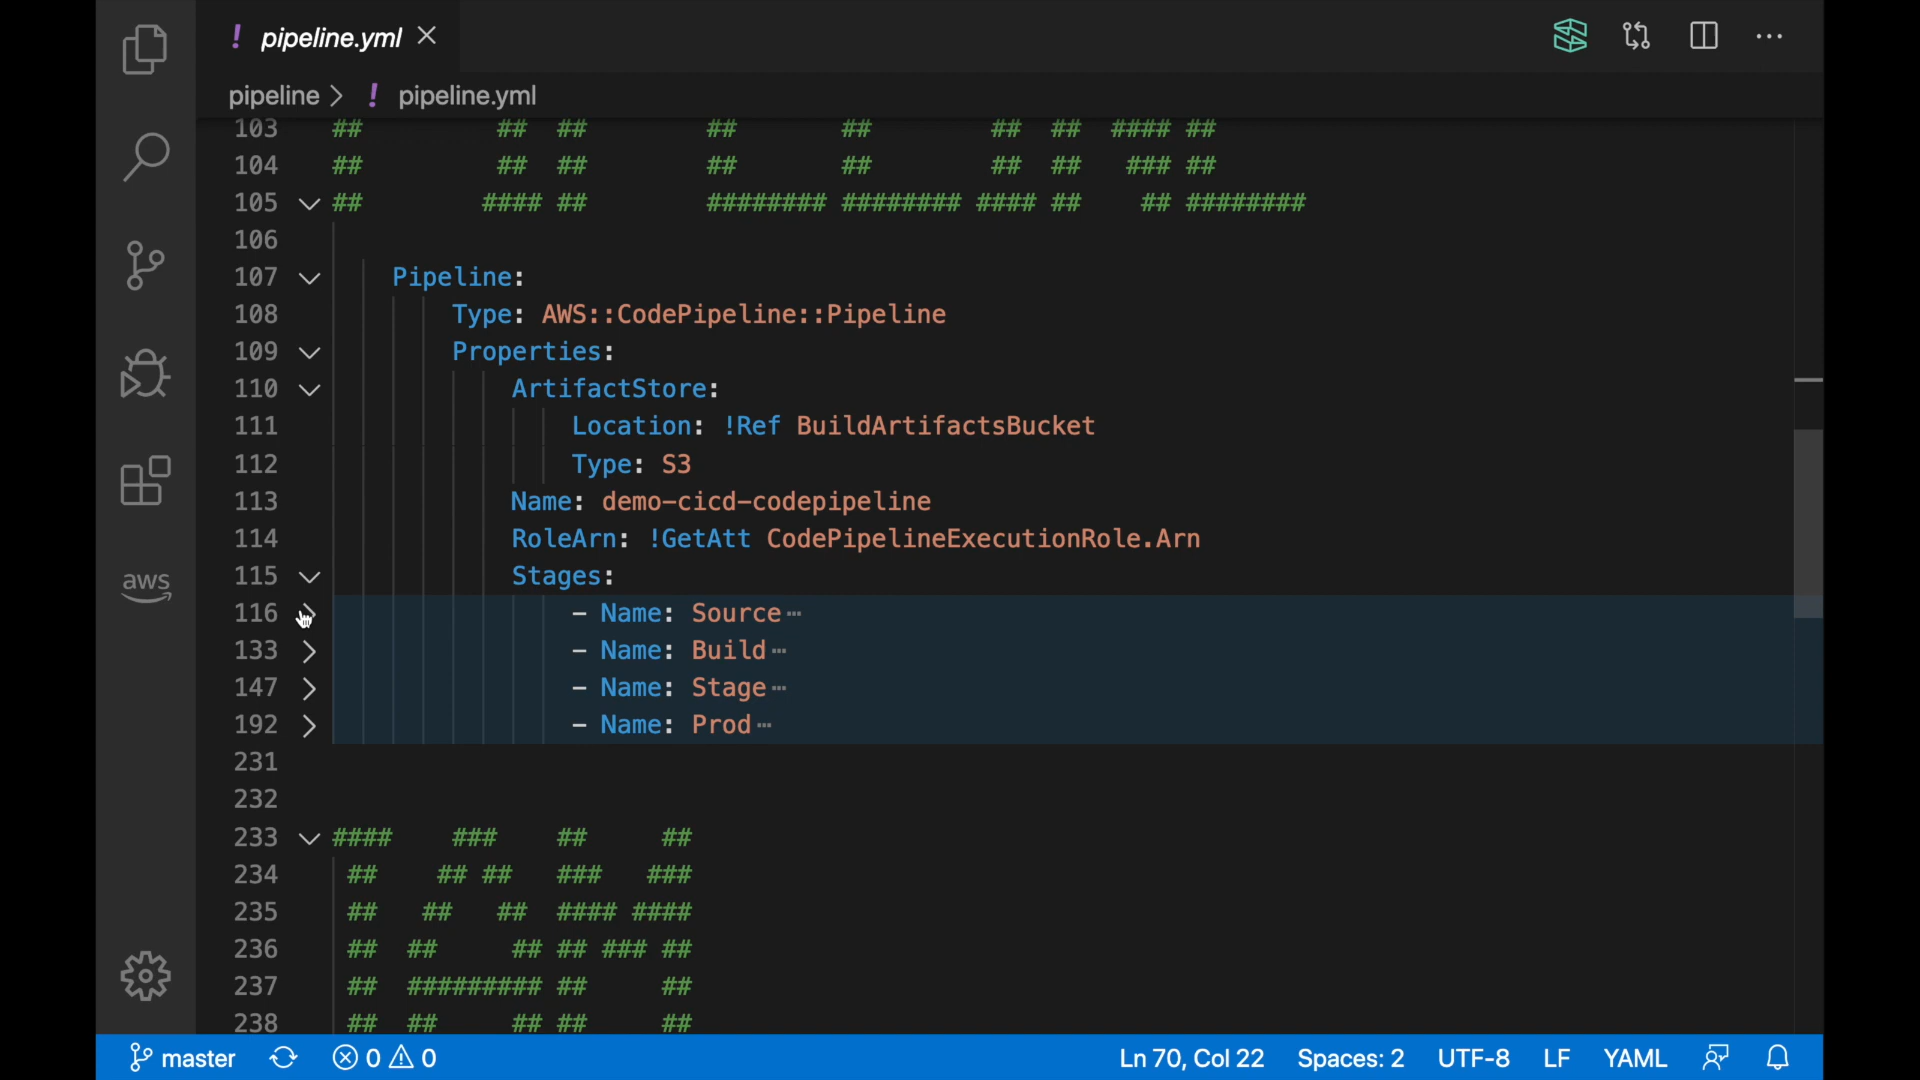 ! pipeline.yml
pipeline > ! pipeline.yml
103 ## ## ## ## ## ## ## #### ##
104 ## ## ## ## ## ## ## ### ##
105 ## #### ## ######## ######## #### ## ## ########
106
107 Pipeline:
108 Type: AWS::CodePipeline::Pipeline
109 Properties:
110 ArtifactStore:
111 Location: !Ref BuildArtifactsBucket
112 Type: S3
113 Name: demo-cicd-codepipeline
114 RoleArn: !GetAtt CodePipelineExecutionRole.Arn
115 Stages:
116 - Name: Source…
133 - Name: Build…
147 - Name: Stage…
192 - Name: Prod…
231
232
233 #### ### ## ##
234 ## ## ## ### ###
235 ## ## ## #### ####
236 ## ## ## ## ### ##
237 ## ######### ## ##
238 ## ## ## ## ##
aws
master 0 0 Ln 70, Col 22 Spaces: 2 UTF-8 LF YAML